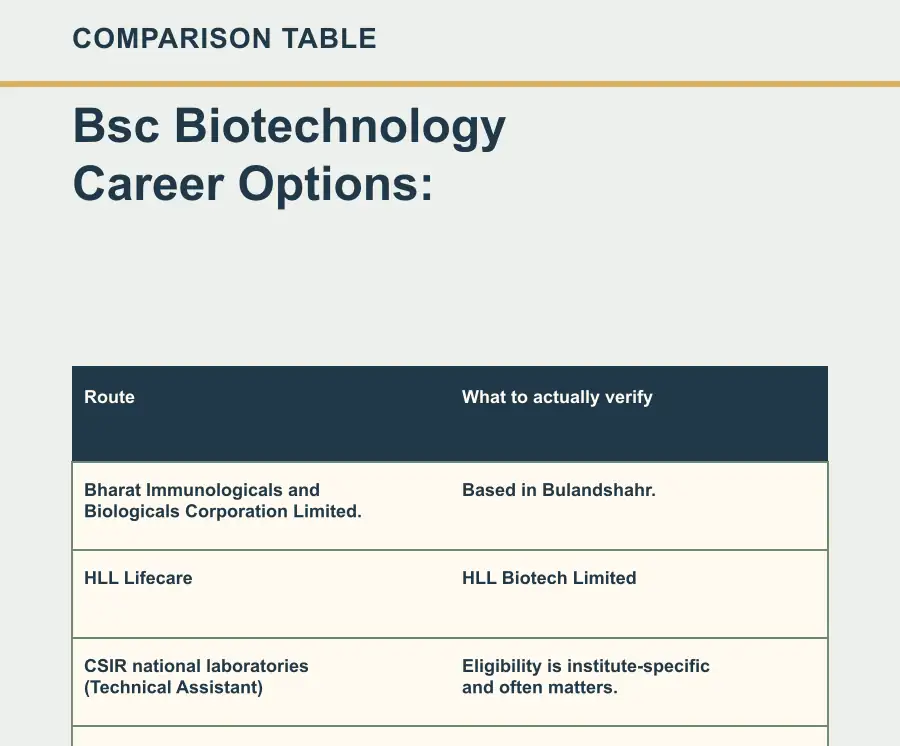 COMPARISON TABLE
Bsc Biotechnology
Career Options:
Route
What to actually verify
Bharat Immunologicals and
Biologicals Corporation Limited.
Based in Bulandshahr.
HLL Lifecare
HLL Biotech Limited
CSIR national laboratories
(Technical Assistant)
Eligibility is institute-specific
and often matters.